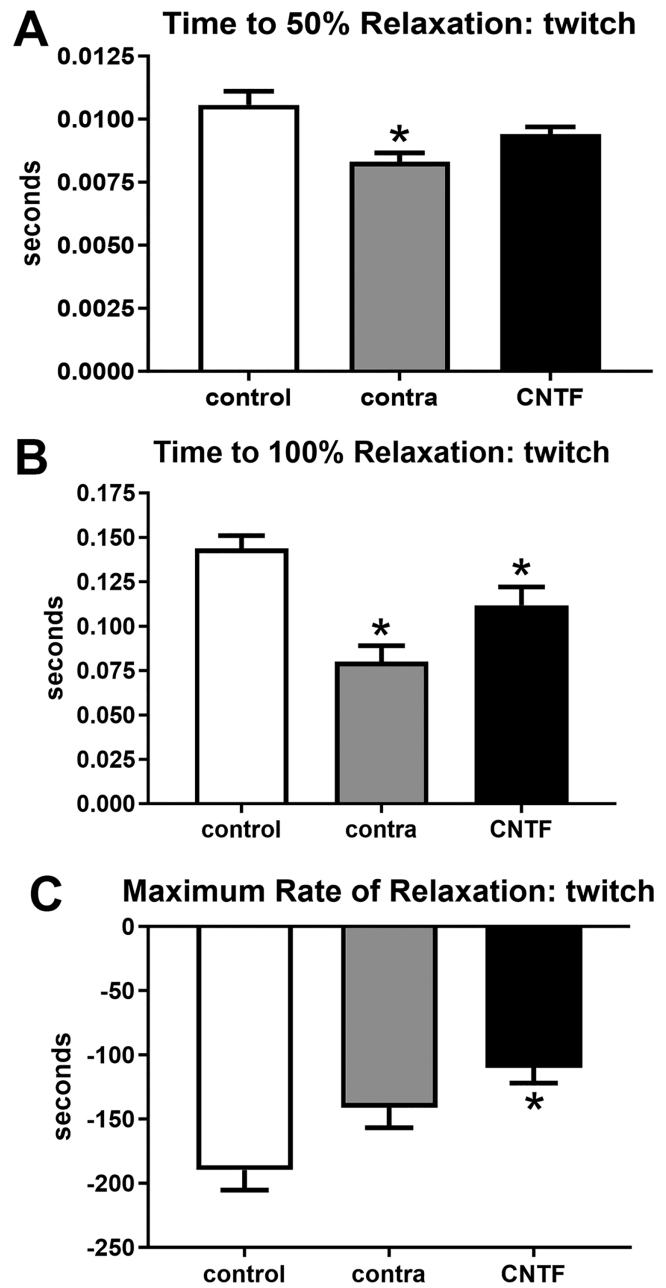 A Time to 50% Relaxation: twitch
0.0125
0.0100
0.0075
0.0050
0.0025
0.0000
seconds
*
control contra CNTF
B Time to 100% Relaxation: twitch
0.175
0.150
0.125
0.100
0.075
0.050
0.025
0.000
seconds
*
*
control contra CNTF
C Maximum Rate of Relaxation: twitch
0
-50
-100
-150
-200
-250
seconds
*
control contra CNTF